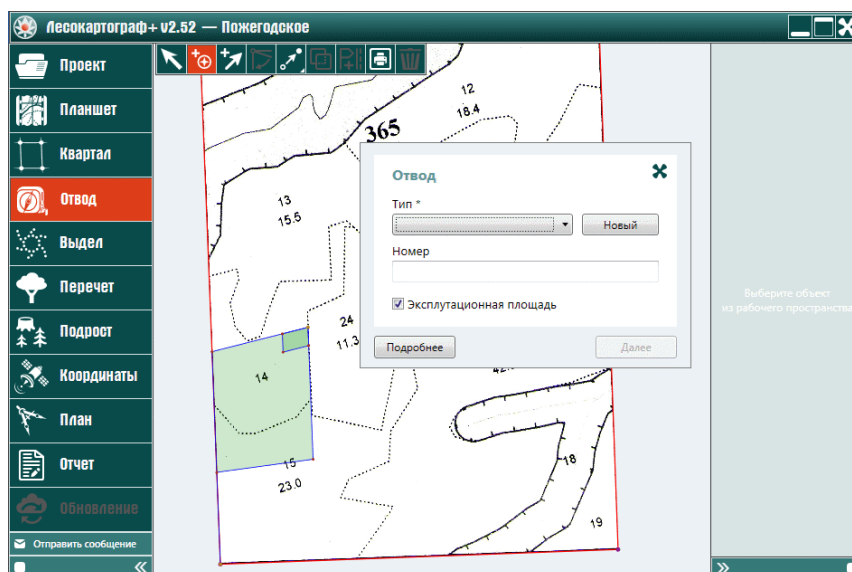 Лесокартограф+ v2.52 — Пожегодское
Проект
Планшет
Квартал
Отвод
Выдел
Перечет
Подрост
Координаты
План
Отчет
Обновление
Отправить сообщение
12
18.4
365
13
15.5
24
11.3
14
15
23.0
18
19
Отвод
Тип *
Новый
Номер
Эксплутационная площадь
Подробнее
Далее
Выберите объект
из рабочего пространства